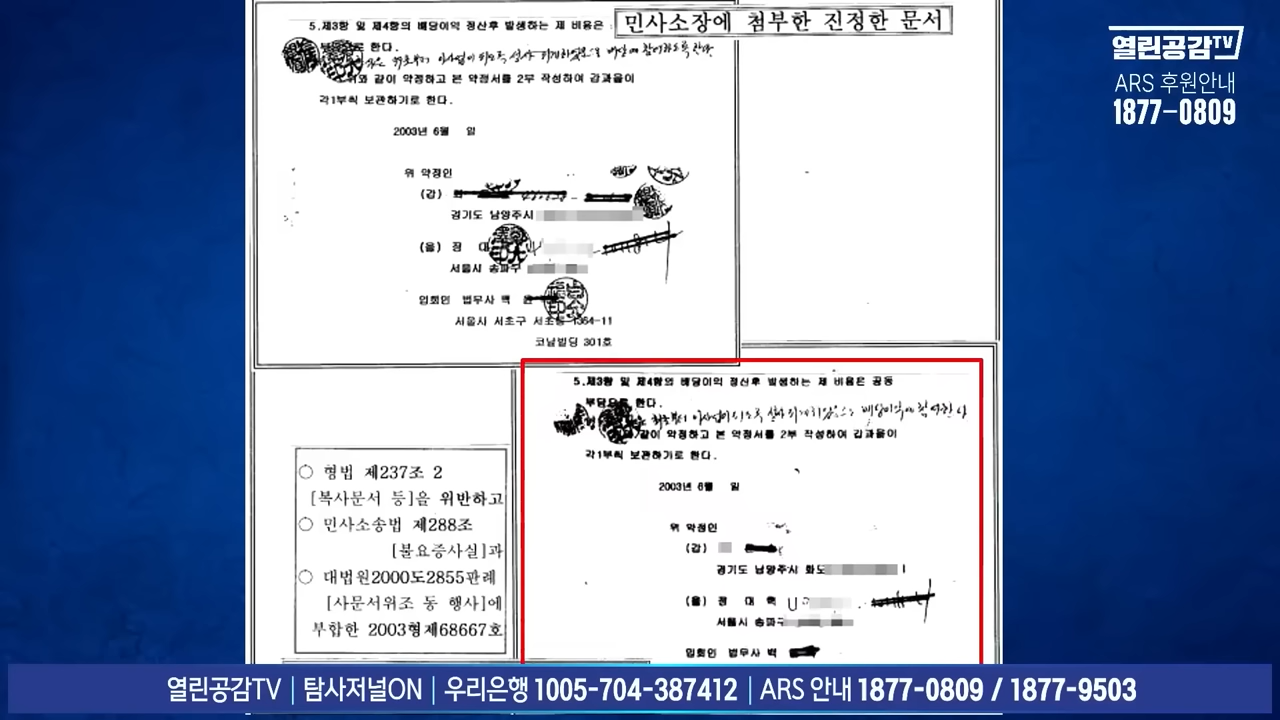 5.제3항 및 제4항의 배당이익 정산후 발생하는 제 비용은
민사소장에 첨부한 진정한 문서
한다.
위와 같이 약정하고 본 약정서를 2부 작성하여 갑과을이
각1부씩 보관하기로 한다.
2003년 6월 일
위 약정인
(갑)
경기도 남양주시
(을) 정 대
서울시 송파구
입회인 법무사 백
서울시 서초구 서초동 1364-11
코남빌딩 301호
열린공감TV
ARS 후원안내
1877-0809
5.제3항 및 제4항의 배당이익 정산후 발생하는 제 비용은 공동
부담으로 한다.
같이 약정하고 본 약정서를 2부 작성하여 갑과을이
각1부씩 보관하기로 한다.
2003년 6월 일
위 약정인
(갑)
경기도 남양주시 화도
(을) 정 대 택
서울시 송파구
입회인 법무사 백
○ 형법 제237조 2
[복사문서 등]을 위반하고
○ 민사소송법 제288조
[불요증사실]과
○ 대법원2000도2855판례
[사문서위조 동 행사]에
부합한 2003형제68667호
열린공감TV | 탐사저널ON | 우리은행 1005-704-387412 | ARS 안내 1877-0809 / 1877-9503